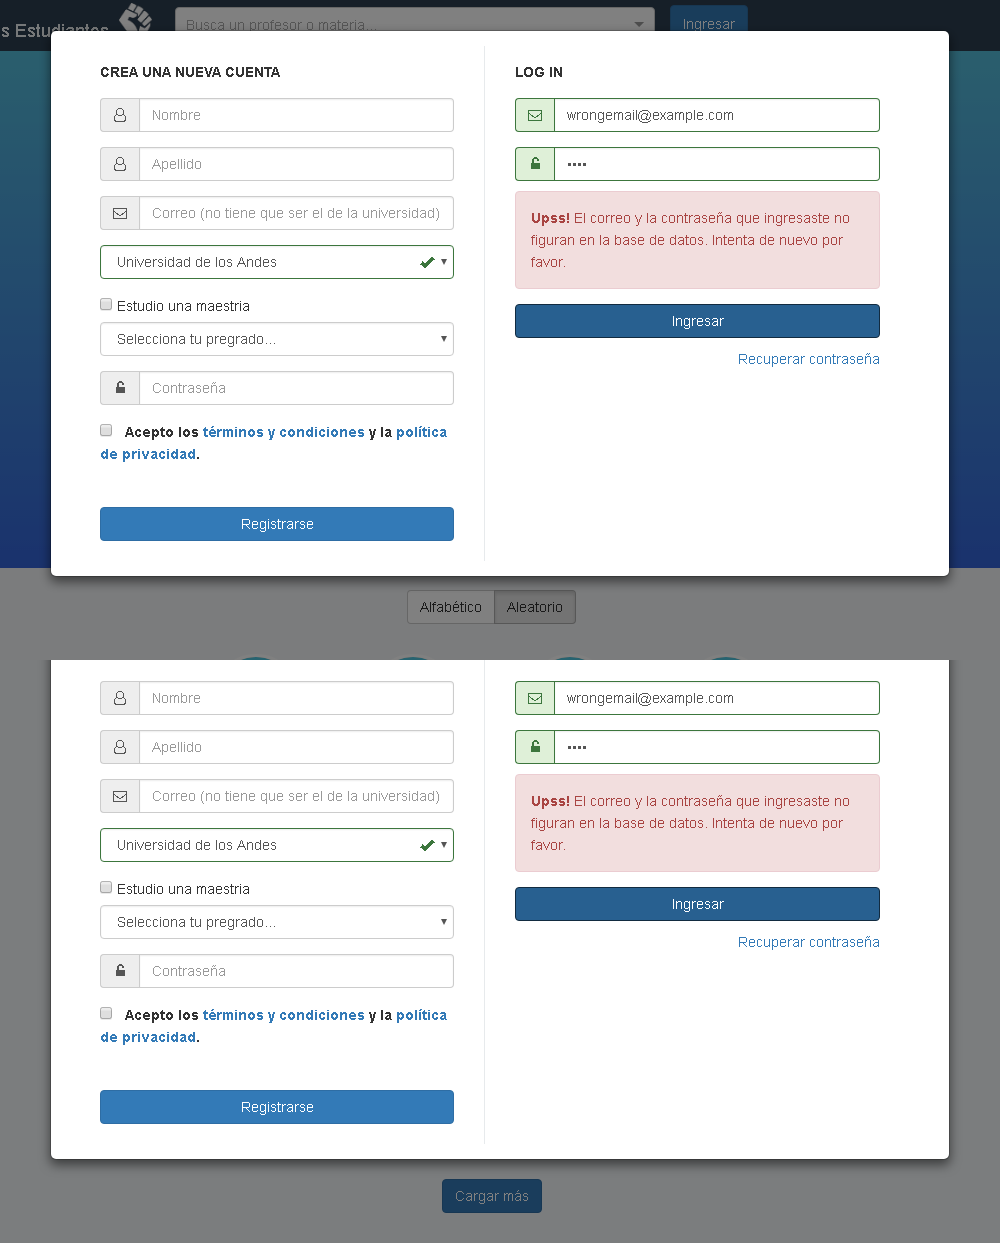 s Estudiantes
Busca un profesor o materia...
Ingresar
CREA UNA NUEVA CUENTA
Nombre
Apellido
Correo (no tiene que ser el de la universidad)
Universidad de los Andes
Estudio una maestria
Selecciona tu pregrado...
Contraseña
Acepto los términos y condiciones y la política
de privacidad.
Registrarse
LOG IN
wrongemail@example.com
••••
Upss! El correo y la contraseña que ingresaste no
figuran en la base de datos. Intenta de nuevo por
favor.
Ingresar
Recuperar contraseña
Alfabético
Aleatorio
Nombre
Apellido
Correo (no tiene que ser el de la universidad)
Universidad de los Andes
Estudio una maestria
Selecciona tu pregrado...
Contraseña
Acepto los términos y condiciones y la política
de privacidad.
Registrarse
wrongemail@example.com
••••
Upss! El correo y la contraseña que ingresaste no
figuran en la base de datos. Intenta de nuevo por
favor.
Ingresar
Recuperar contraseña
Cargar más